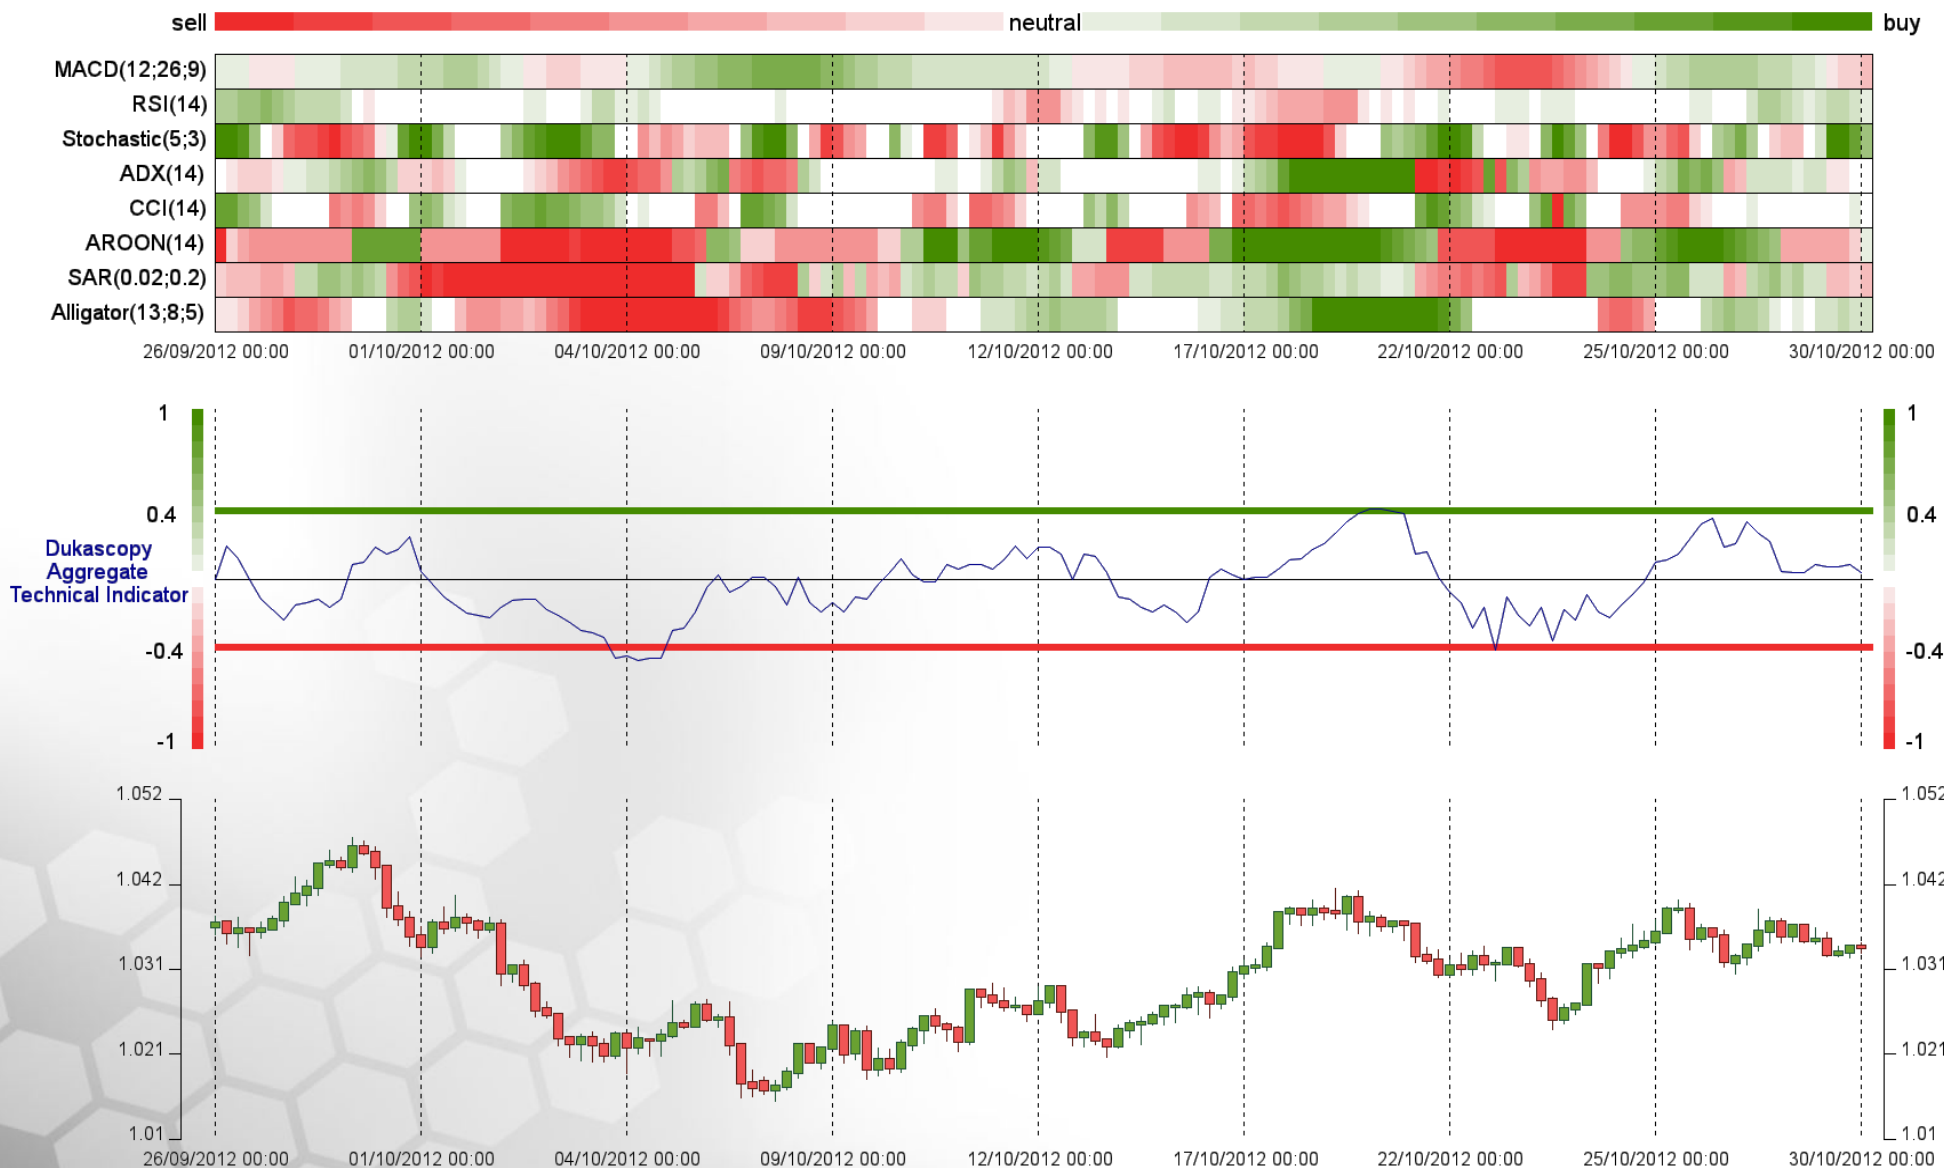 sell neutral buy
MACD(12;26;9)
RSI(14)
Stochastic(5;3)
ADX(14)
CCI(14)
AROON(14)
SAR(0.02;0.2)
Alligator(13;8;5)
26/09/2012 00:00 01/10/2012 00:00 04/10/2012 00:00 09/10/2012 00:00 12/10/2012 00:00 17/10/2012 00:00 22/10/2012 00:00 25/10/2012 00:00 30/10/2012 00:00
1 1
0.4 0.4
Dukascopy
Aggregate
Technical Indicator
-0.4 -0.4
-1 -1
1.052 1.052
1.042 1.042
1.031 1.031
1.021 1.021
1.01 1.01
26/09/2012 00:00 01/10/2012 00:00 04/10/2012 00:00 09/10/2012 00:00 12/10/2012 00:00 17/10/2012 00:00 22/10/2012 00:00 25/10/2012 00:00 30/10/2012 00:00